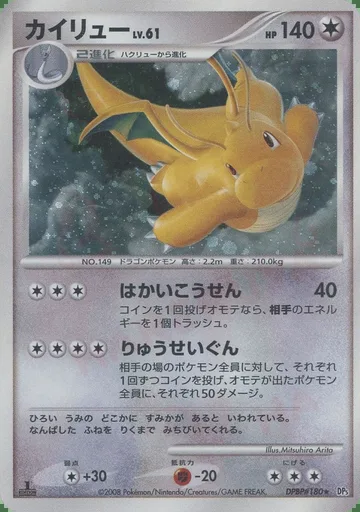 カイリュー LV.61 HP 140
2進化 ハクリューから進化
NO.149 ドラゴンポケモン 高さ:2.2m 重さ:210.0kg
はかいこうせん 40
コインを1回投げオモテなら、相手のエネルギーを1個トラッシュ。
りゅうせいぐん
相手の場のポケモン全員に対して、それぞれ
1回ずつコインを投げ、オモテが出たポケモン全
員に、それぞれ50ダメージ。
ひろい うみの どこかに すみかが あると いわれている。
なんぱした ふねを りくまで みちびいてくれる。
Illus.Mitsuhiro Arita
弱点 抵抗力 にげる
+30 -20
©2008 Pokémon/Nintendo/Creatures/GAME FREAK.
DPBP#180★ DPs